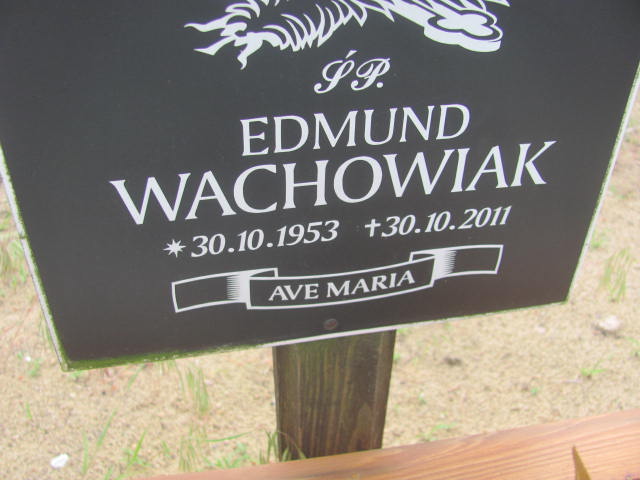 Ś.P.
EDMUND
WACHOWIAK
*30.10.1953 †30.10.2011
AVE MARIA